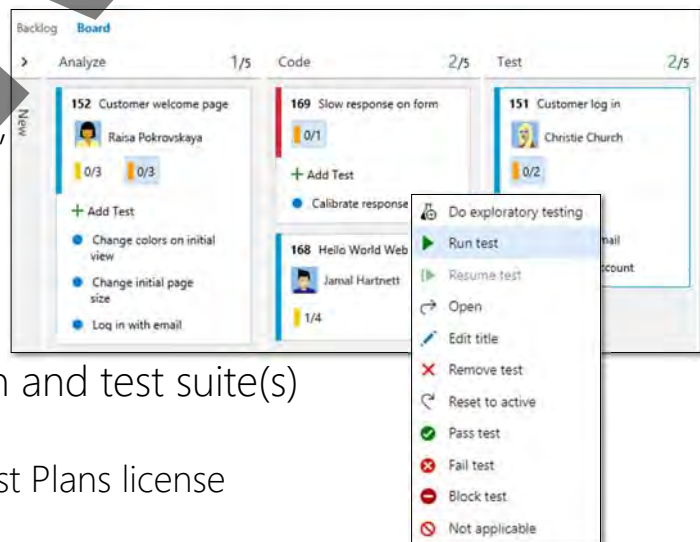 Backlog Board
Analyze 1/5 Code 2/5 Test 2/5
New
152 Customer welcome page
Raisa Pokrovskaya
0/3 0/3
+ Add Test
Change colors on initial
view
Change initial page
size
Log in with email
169 Slow response on form
0/1
+ Add Test
Calibrate response
168 Hello World Web
Jamal Hartnett
1/4
151 Customer log in
Christie Church
0/2
Do exploratory testing
Run test
Resume test
Open
Edit title
Remove test
Reset to active
Pass test
Fail test
Block test
Not applicable
and test suite(s)
st Plans license